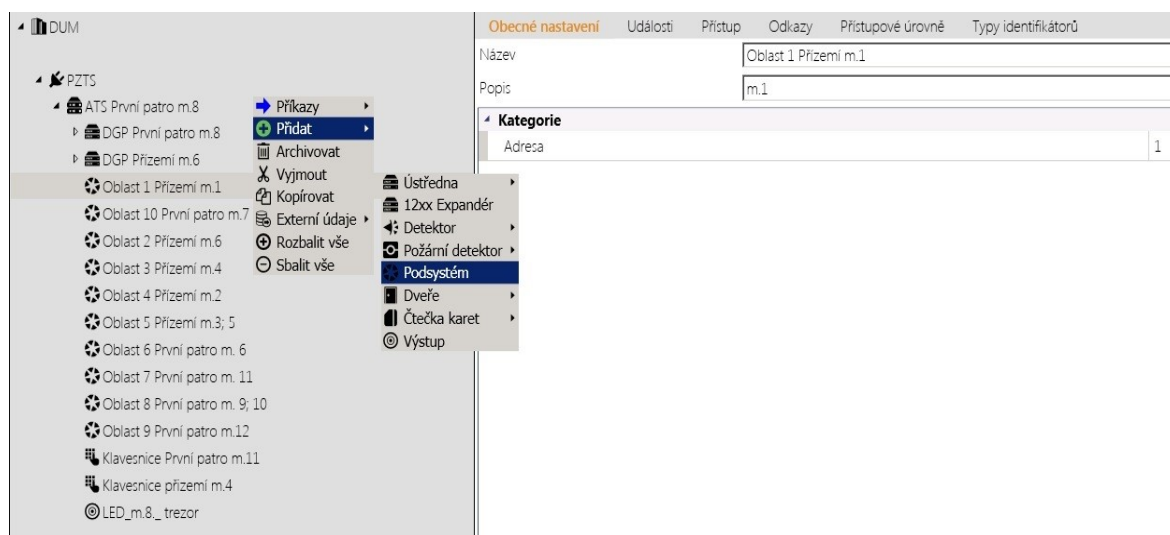 DUM
PZTS
ATS První patro m.8
DGP První patro m.8
DGP Přízemí m.6
Oblast 1 Přízemí m.1
Oblast 10 První patro m.7
Oblast 2 Přízemí m.6
Oblast 3 Přízemí m.4
Oblast 4 Přízemí m.2
Oblast 5 Přízemí m.3; 5
Oblast 6 První patro m. 6
Oblast 7 První patro m. 11
Oblast 8 První patro m. 9; 10
Oblast 9 První patro m.12
Klavesnice První patro m.11
Klavesnice přizemí m.4
LED_m.8._ trezor
Příkazy
Přidat
Archivovat
Vyjmout
Kopírovat
Externí údaje
Rozbalit vše
Sbalit vše
Ústředna
12xx Expandér
Detektor
Požární detektor
Podsystém
Dveře
Čtečka karet
Výstup
Obecné nastavení Události Přístup Odkazy Přístupové úrovně Typy identifikátorů
Název Oblast 1 Přízemí m.1
Popis m.1
Kategorie
Adresa 1